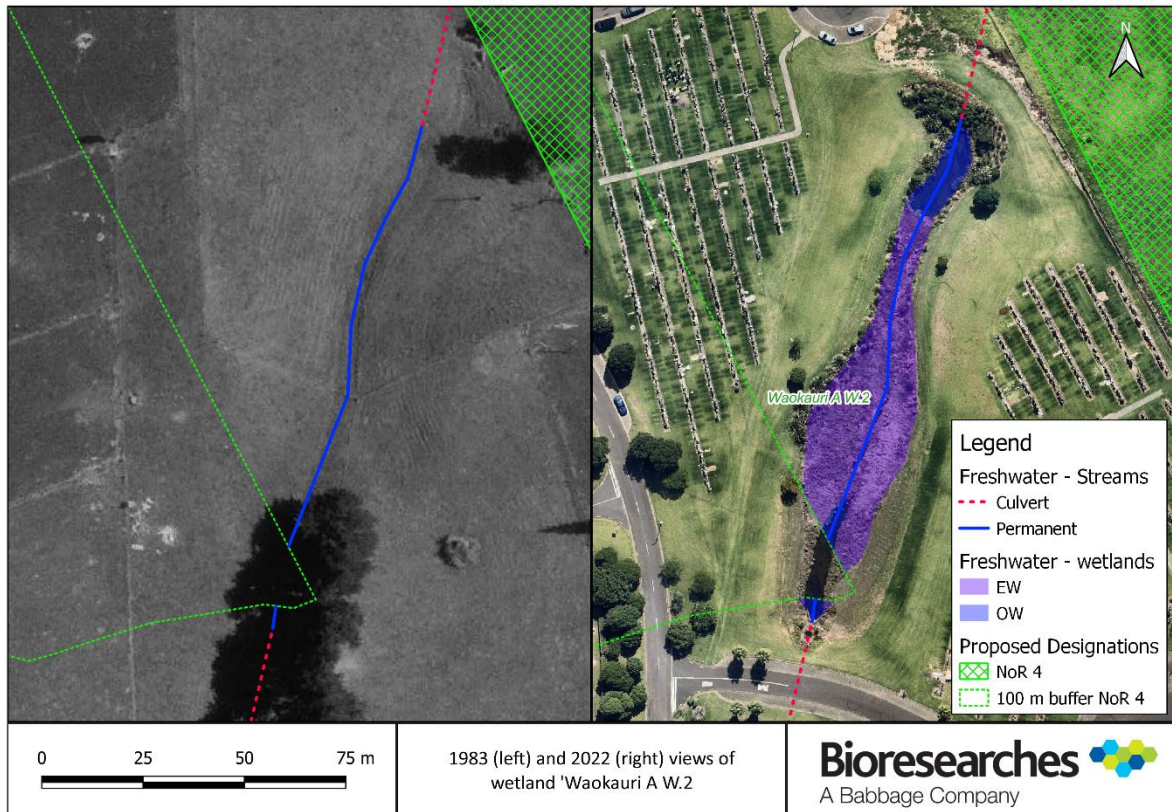 N
Waokauri A W.2
Legend
Freshwater - Streams
Culvert
Permanent
Freshwater - wetlands
EW
OW
Proposed Designations
NoR 4
100 m buffer NoR 4
0 25 50 75 m
1983 (left) and 2022 (right) views of
wetland 'Waokauri A W.2
Bioresearches
A Babbage Company